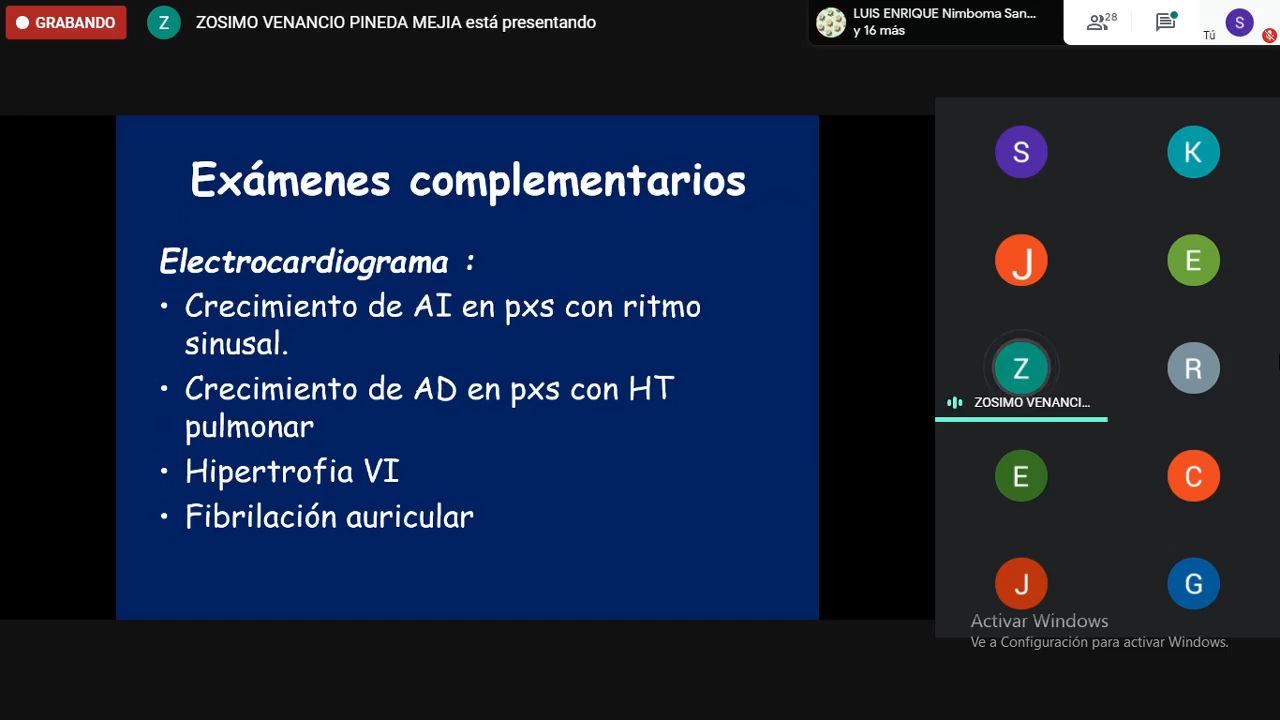 GRABANDO
Z
ZOSIMO VENANCIO PINEDA MEJIA está presentando
LUIS ENRIQUE Nimboma San...
y 16 más
28
Tú
S
Exámenes complementarios
Electrocardiograma :
• Crecimiento de AI en pxs con ritmo
sinusal.
• Crecimiento de AD en pxs con HT
pulmonar
• Hipertrofia VI
• Fibrilación auricular
S
K
J
E
Z
R
ZOSIMO VENANCI...
E
C
J
G
Activar Windows
Ve a Configuración para activar Windows.